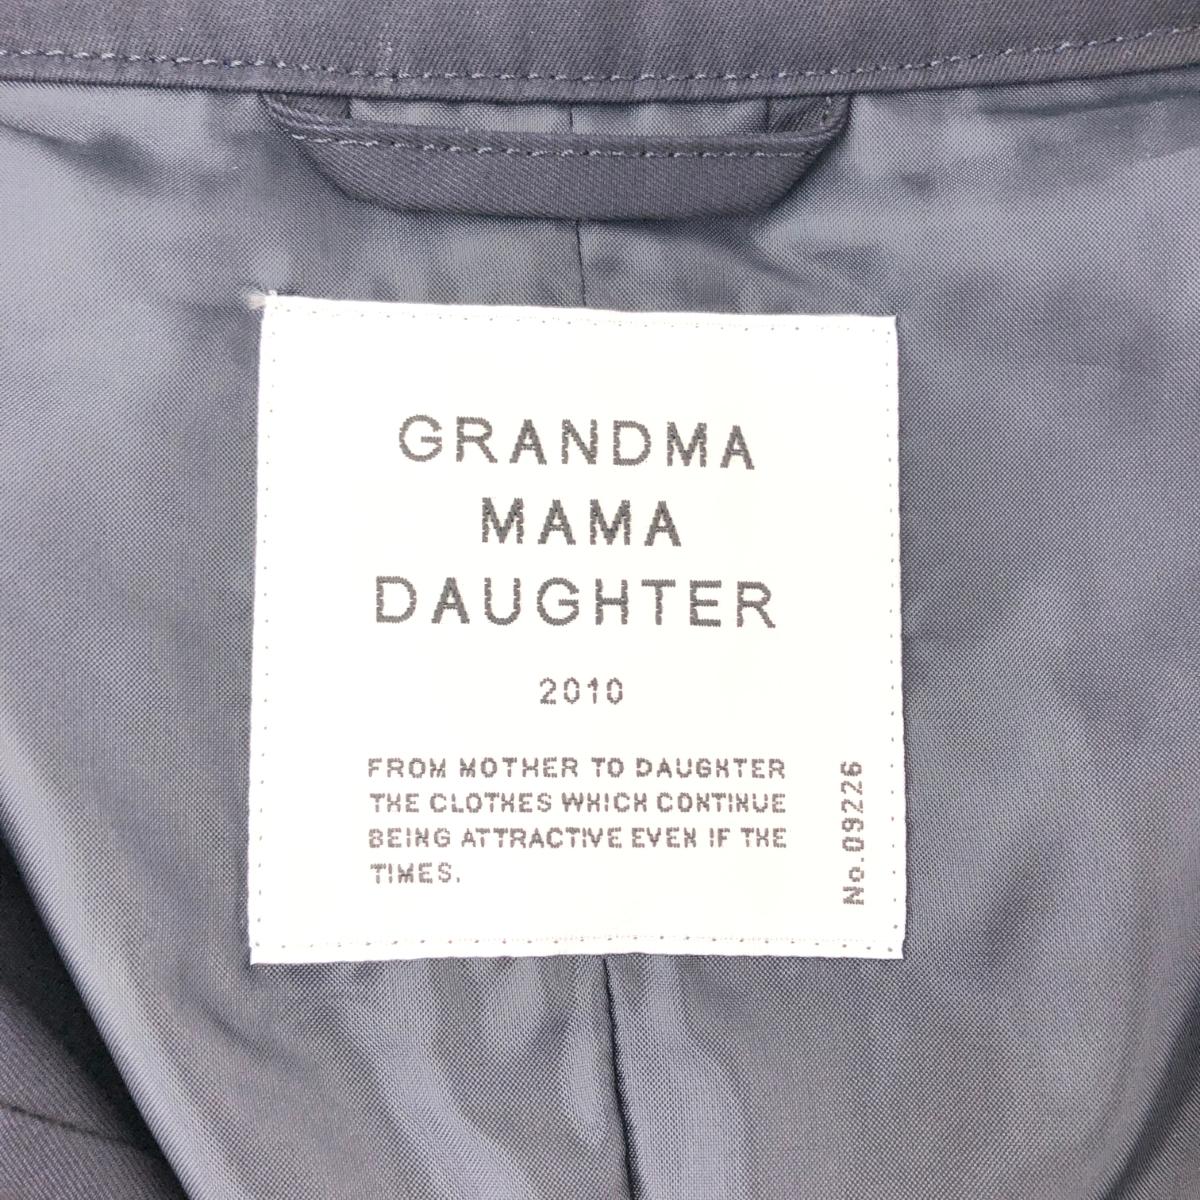 GRANDMA
MAMA
DAUGHTER
2010
FROM MOTHER TO DAUGHTER
THE CLOTHES WHICH CONTINUE
BEING ATTRACTIVE EVEN IF THE
TIMES.
No.09226